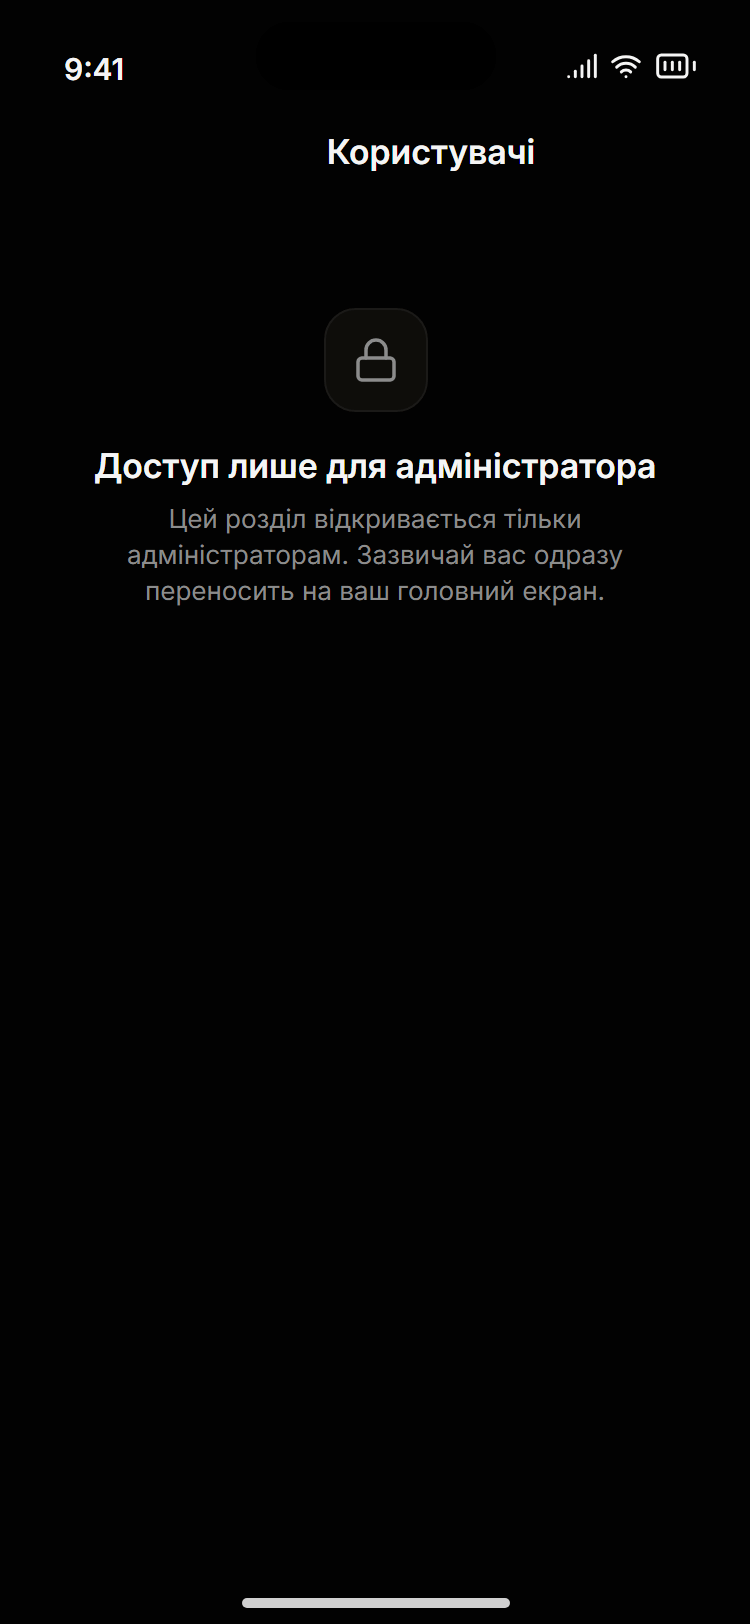 9:41
Користувачі
Доступ лише для адміністратора
Цей розділ відкривається тільки
адміністраторам. Зазвичай вас одразу
переносить на ваш головний екран.